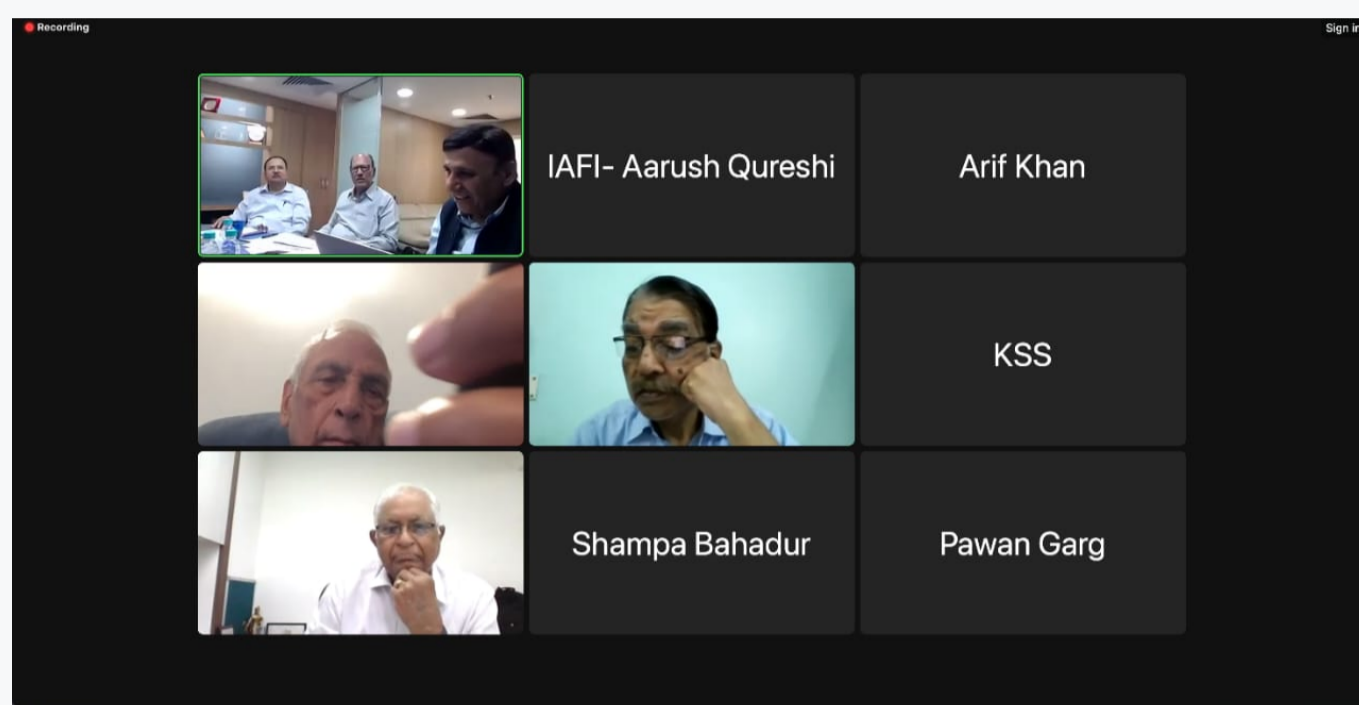 Recording
Sign in
IAFI- Aarush Qureshi
Arif Khan
KSS
Shampa Bahadur
Pawan Garg